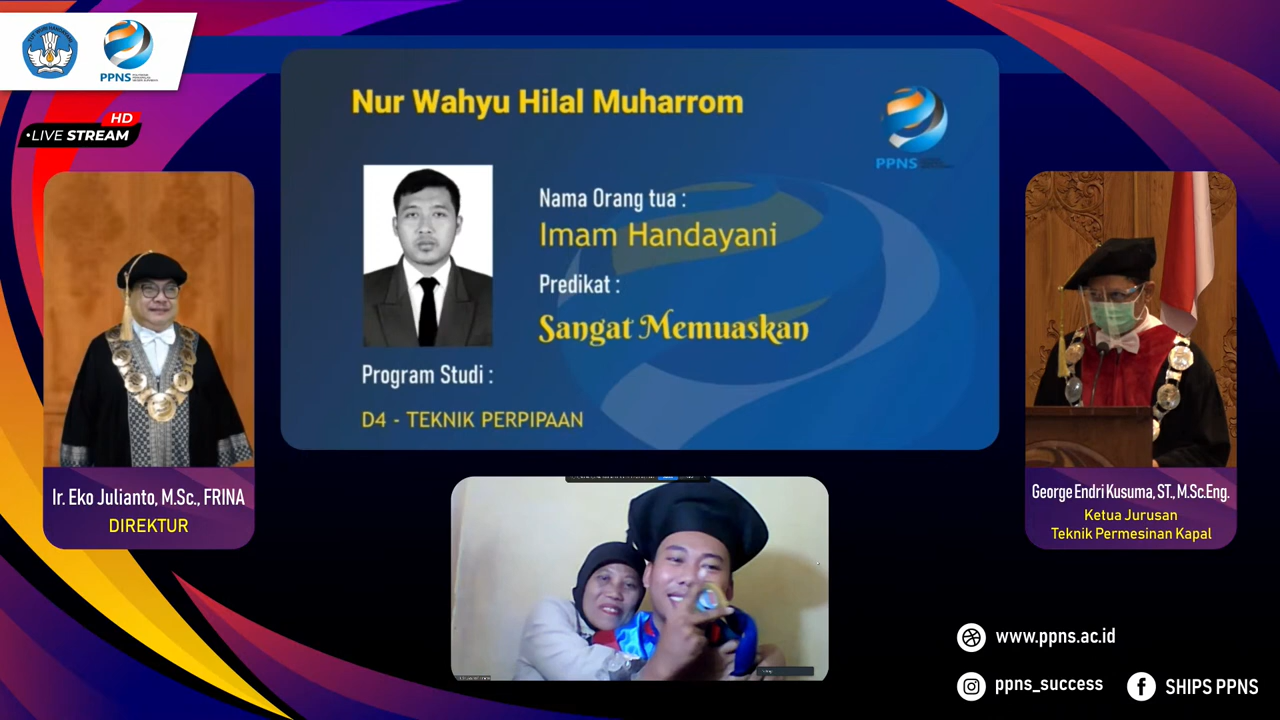 PPNS
HD
•LIVE STREAM
Nur Wahyu Hilal Muharrom
PPNS
Nama Orang tua :
Imam Handayani
Predikat :
Sangat Memuaskan
Program Studi :
D4 - TEKNIK PERPIPAAN
Ir. Eko Julianto, M.Sc., FRINA
DIREKTUR
George Endri Kusuma, ST., M.Sc.Eng.
Ketua Jurusan
Teknik Permesinan Kapal
www.ppns.ac.id
ppns_success
SHIPS PPNS